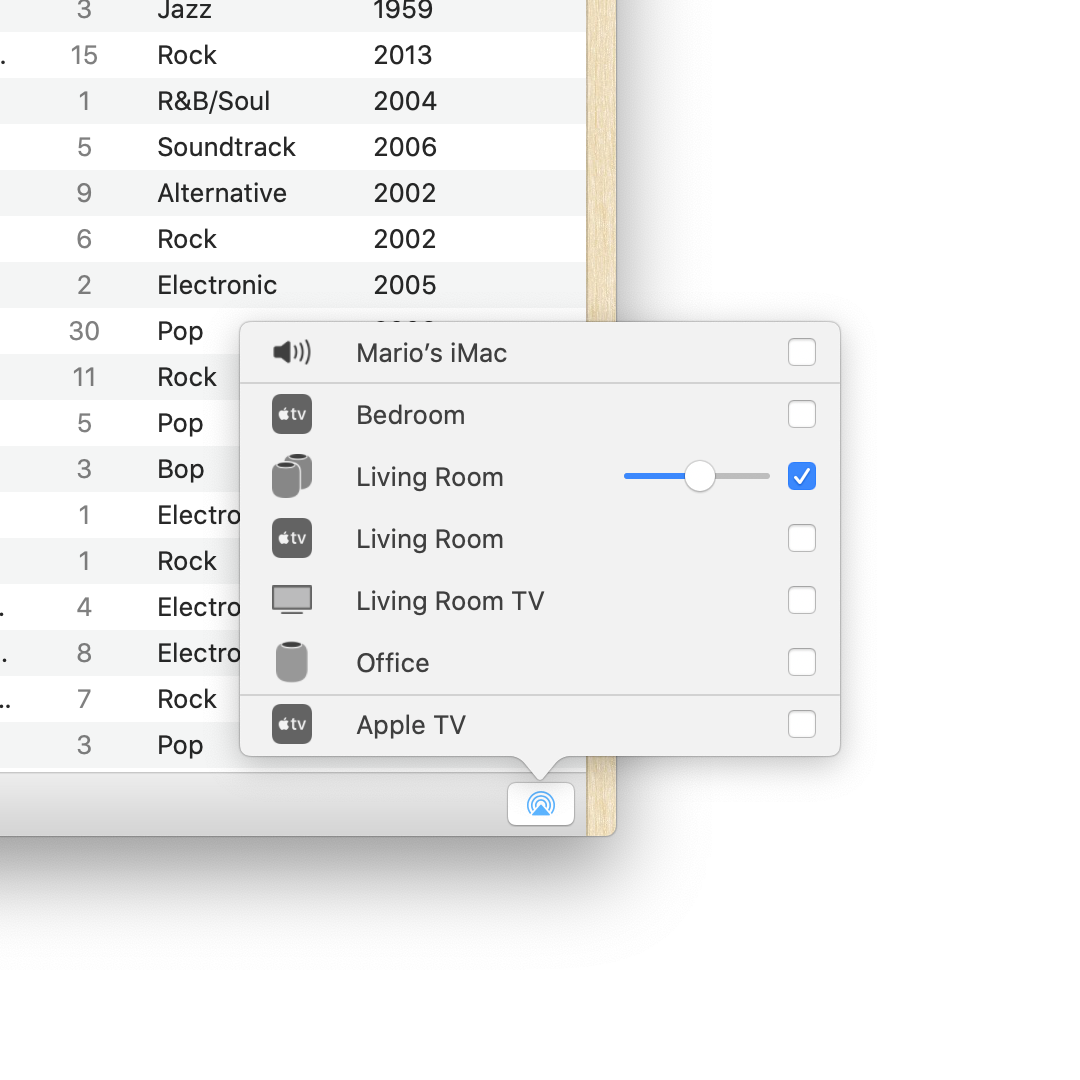 3 Jazz 1959
. 15 Rock 2013
1 R&B/Soul 2004
5 Soundtrack 2006
9 Alternative 2002
6 Rock 2002
2 Electronic 2005
30 Pop
Mario’s iMac
11 Rock
tv Bedroom
5 Pop
3 Bop
Living Room
1 Electro
tv Living Room
1 Rock
. 4 Electro
Living Room TV
. 8 Electro
Office
.. 7 Rock
tv Apple TV
3 Pop